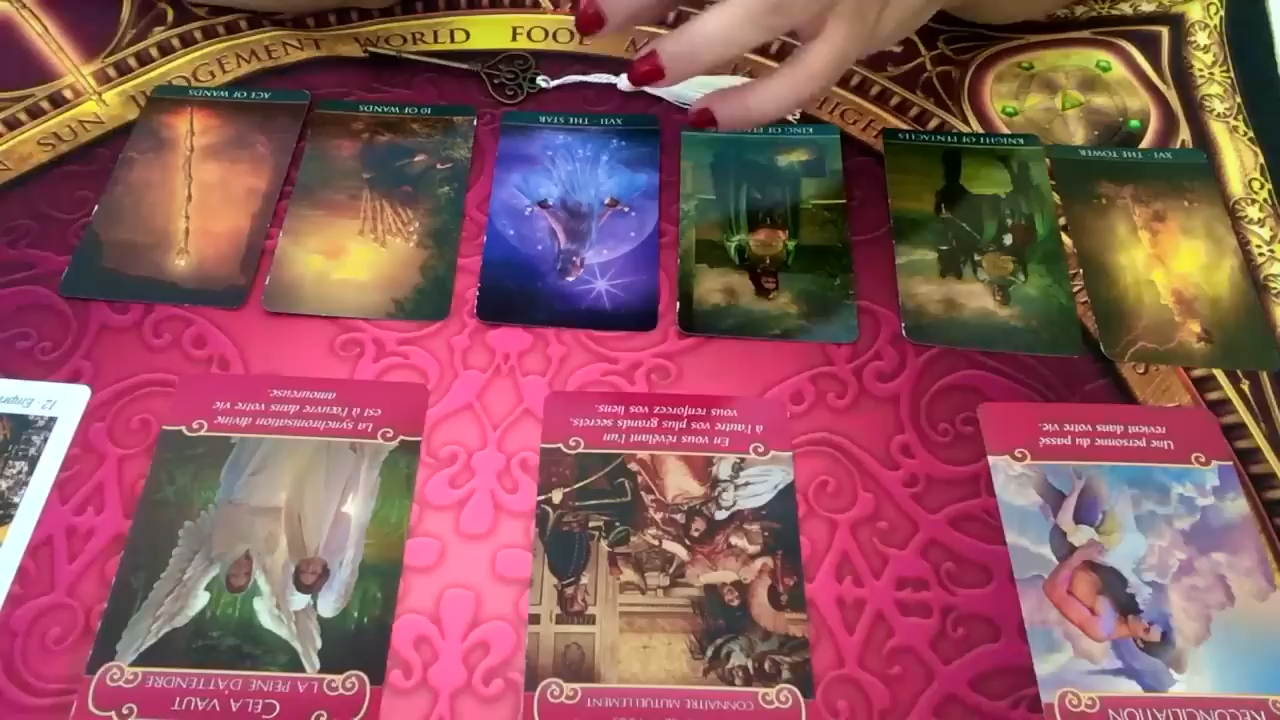 SUN
JUDGEMENT
WORLD
FOOL
HIGH
ACE OF WANDS
10 OF WANDS
XVII - THE STAR
KING OF
KNIGHT OF PENTACLES
XVI - THE TOWER
12 -
La synchronisation divine
est à l'œuvre dans votre vie
amoureuse.
CELA VAUT
LA PEINE D'ATTENDRE
En vous révélant l'un
à l'autre vos plus grands secrets,
vous renforcez vos liens.
CONNAÎTRE MUTUELLEMENT
Une personne du passé
revient dans votre vie.
RÉCONCILIATION